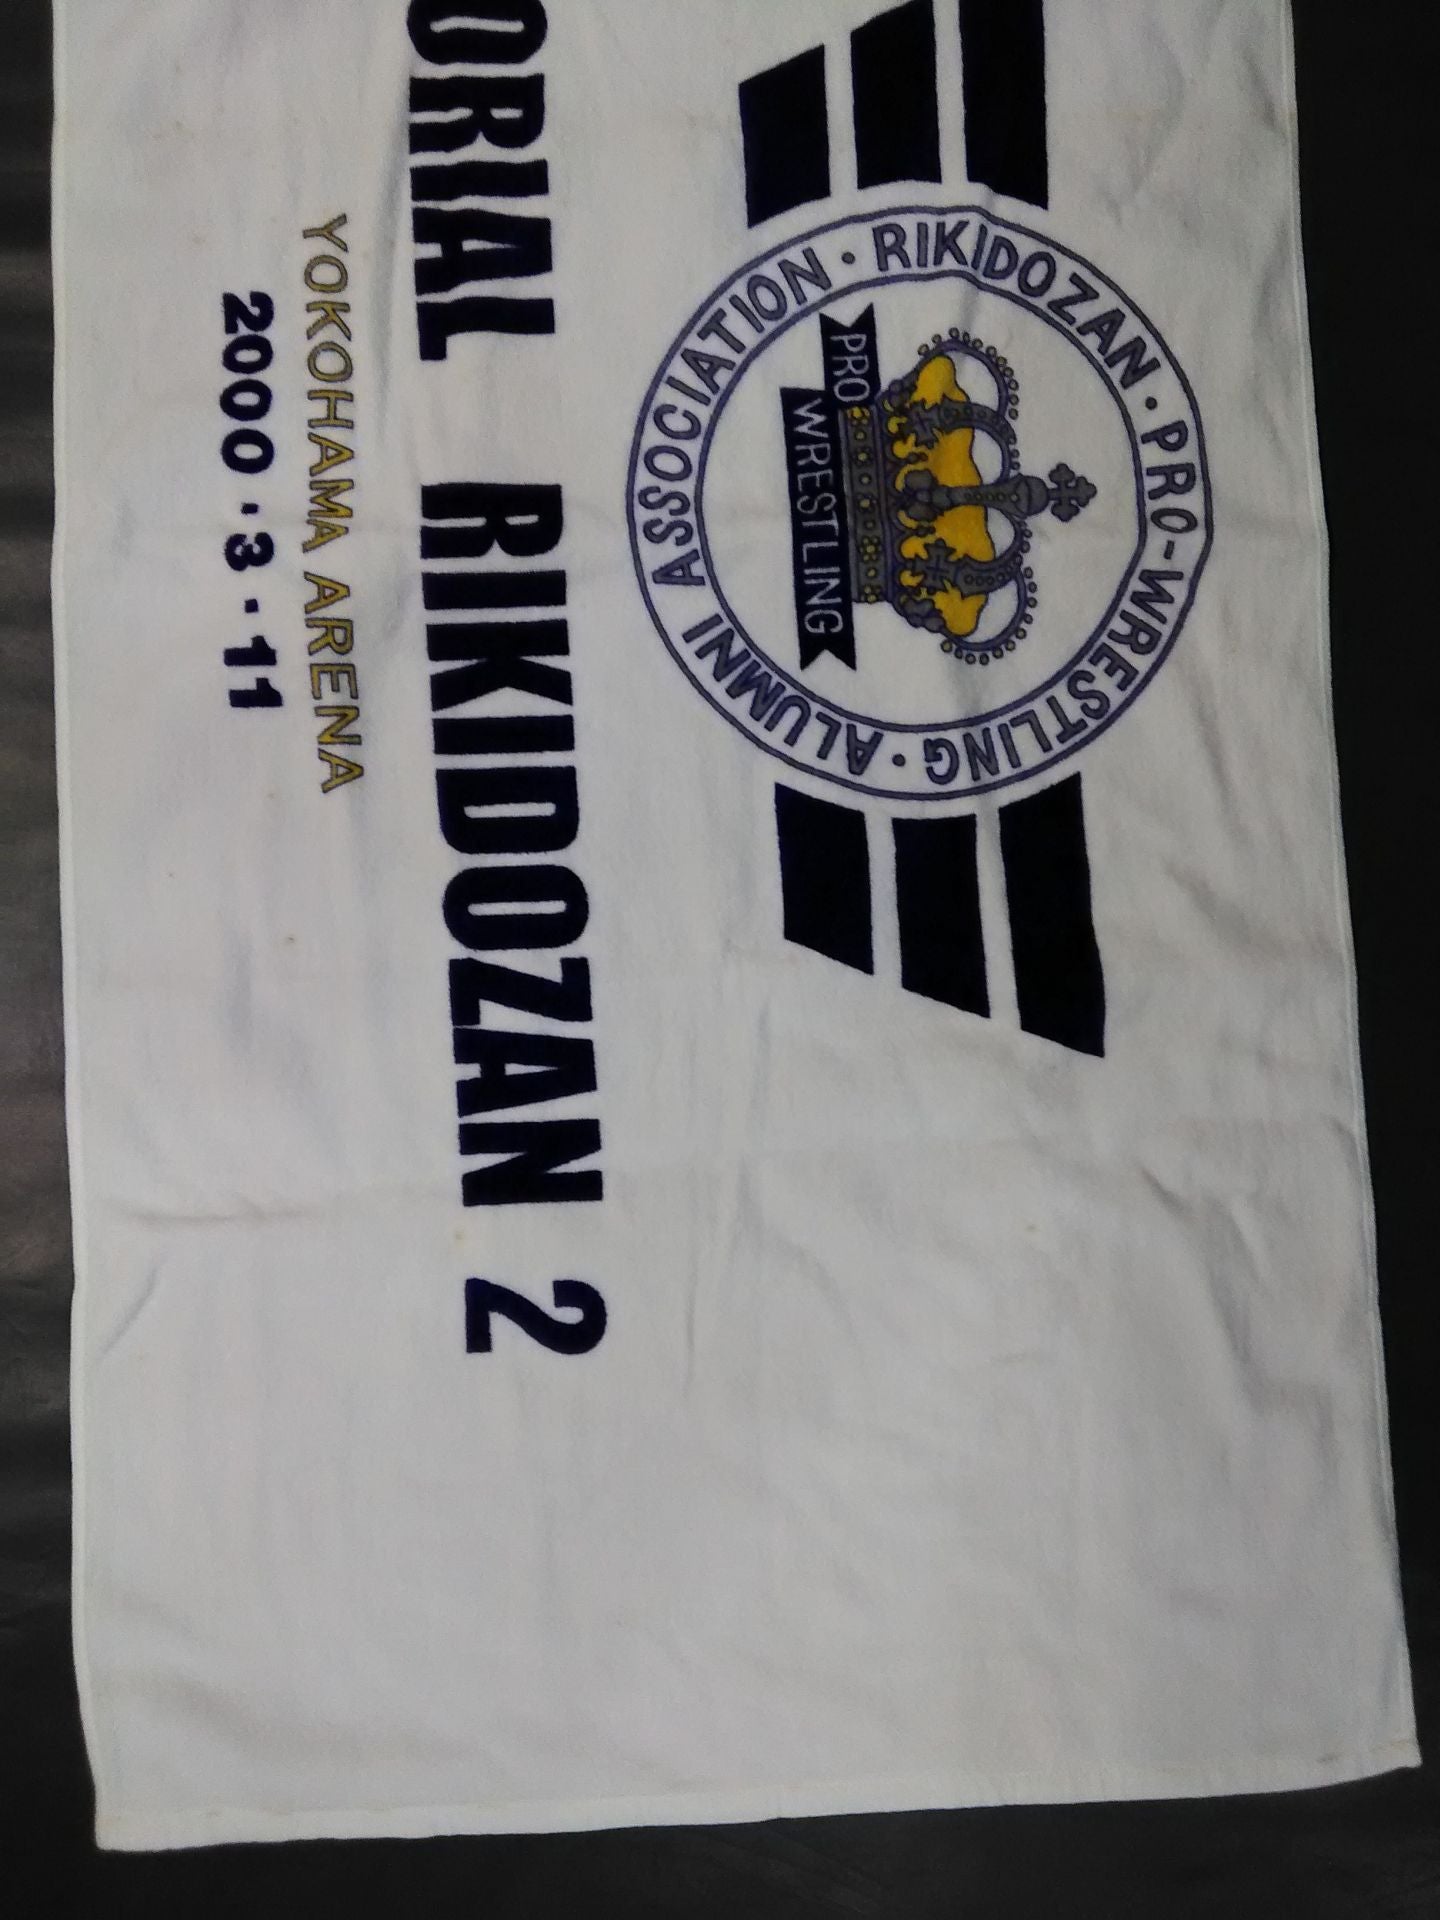 RIKIDOZAN · PRO-WRESTLING · ALUMNI ASSOCIATION ·
PRO
WRESTLING
ORIAL RIKIDOZAN 2
YOKOHAMA ARENA
2000·3·11